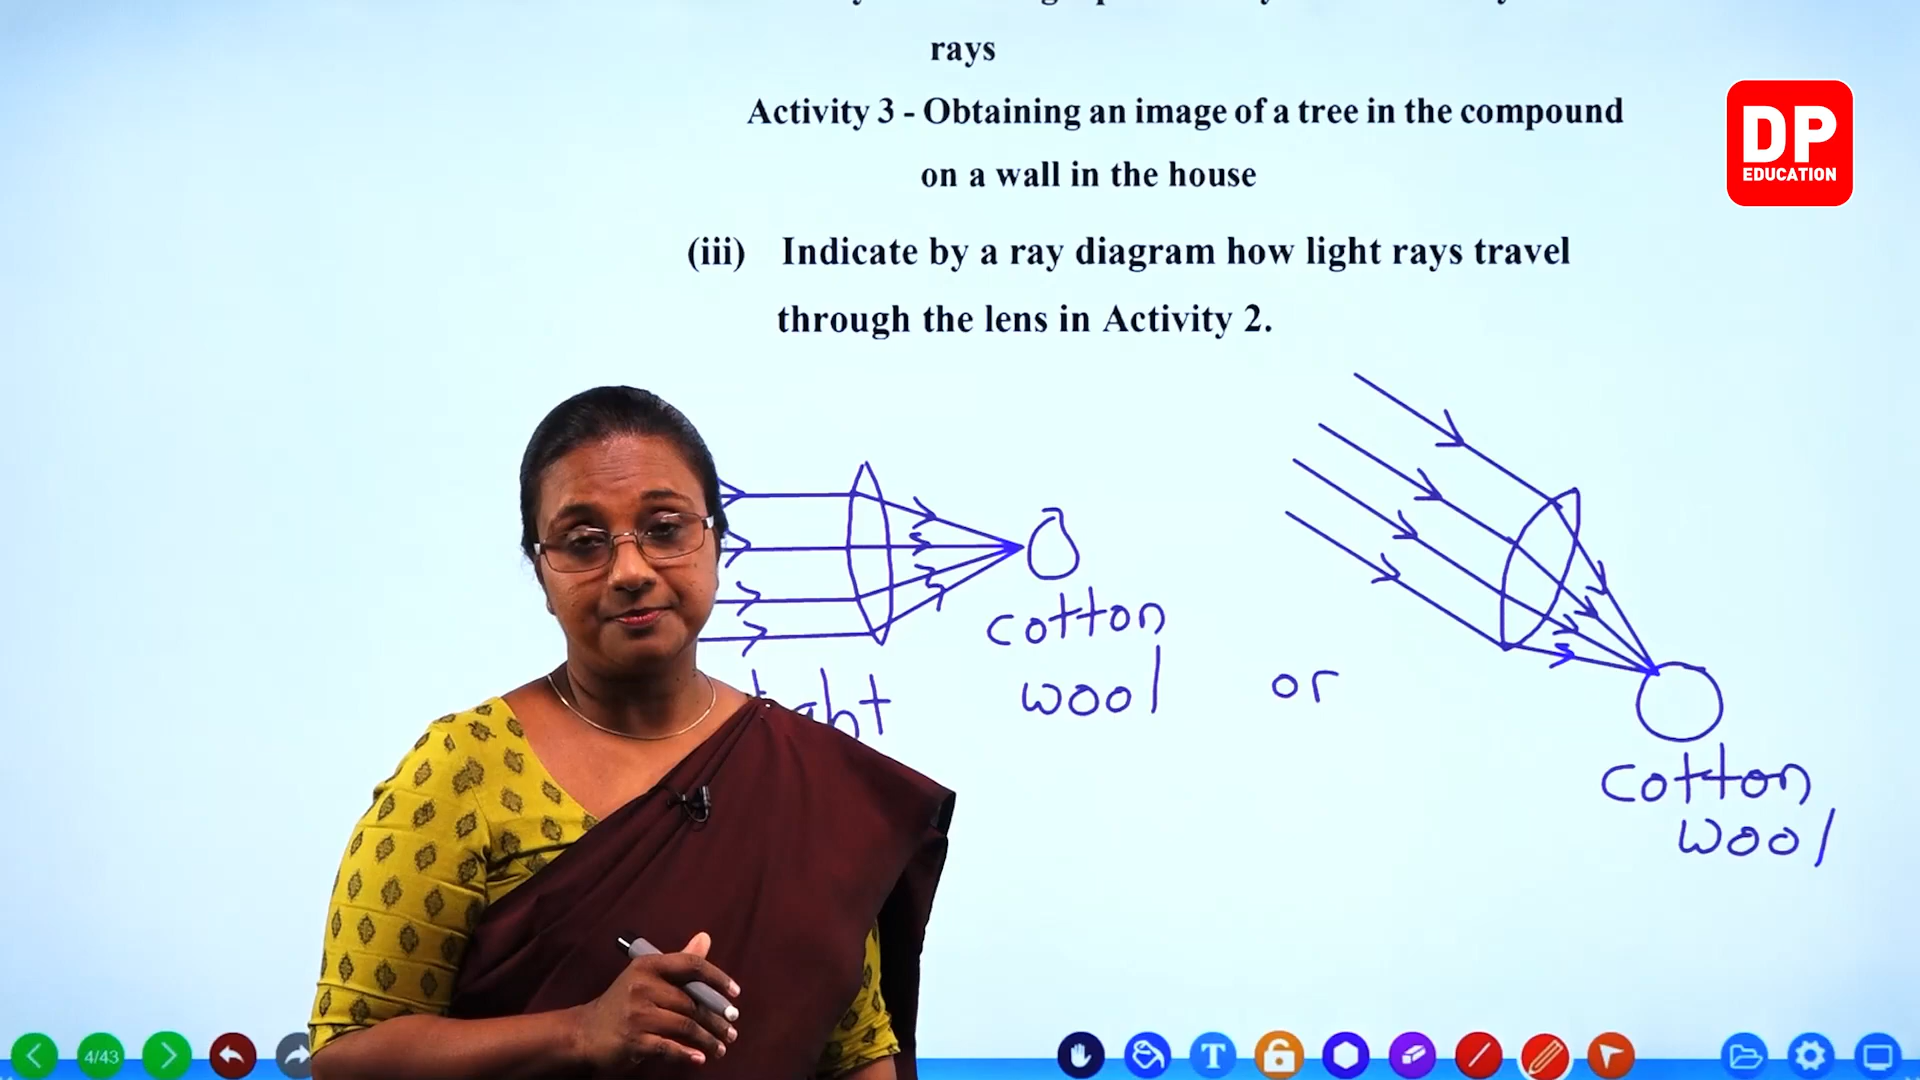 rays
Activity 3 - Obtaining an image of a tree in the compound
on a wall in the house
DP
EDUCATION
(iii) Indicate by a ray diagram how light rays travel
through the lens in Activity 2.
cotton
wool
or
cotton
wool
4/43
T